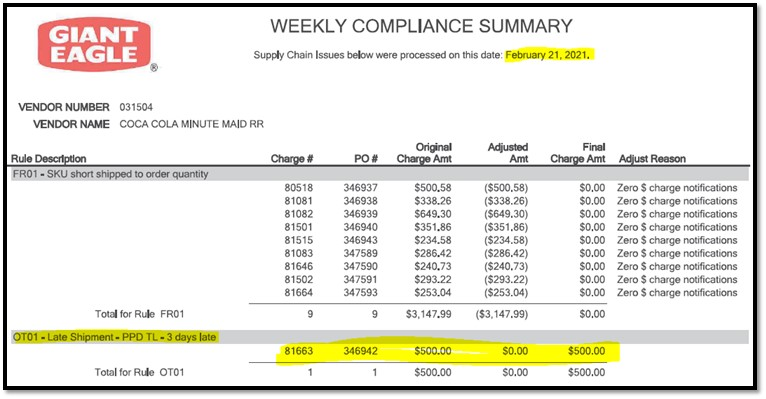 GIANT
EAGLE
®
WEEKLY COMPLIANCE SUMMARY
Supply Chain Issues below were processed on this date: February 21, 2021.
VENDOR NUMBER 031504
VENDOR NAME COCA COLA MINUTE MAID RR
Original Adjusted Final
Rule Description Charge # PO # Charge Amt Amt Charge Amt Adjust Reason
FR01 - SKU short shipped to order quantity
80518 346937 $500.58 ($500.58) $0.00 Zero $ charge notifications
81081 346938 $338.26 ($338.26) $0.00 Zero $ charge notifications
81082 346939 $649.30 ($649.30) $0.00 Zero $ charge notifications
81501 346940 $351.86 ($351.86) $0.00 Zero $ charge notifications
81515 346943 $234.58 ($234.58) $0.00 Zero $ charge notifications
81083 347589 $286.42 ($286.42) $0.00 Zero $ charge notifications
81646 347590 $240.73 ($240.73) $0.00 Zero $ charge notifications
81502 347591 $293.22 ($293.22) $0.00 Zero $ charge notifications
81664 347593 $253.04 ($253.04) $0.00 Zero $ charge notifications
Total for Rule FR01 9 9 $3,147.99 ($3,147.99) $0.00
OT01 - Late Shipment - PPD TL - 3 days late
81663 346942 $500.00 $0.00 $500.00
Total for Rule OT01 1 1 $500.00 $0.00 $500.00